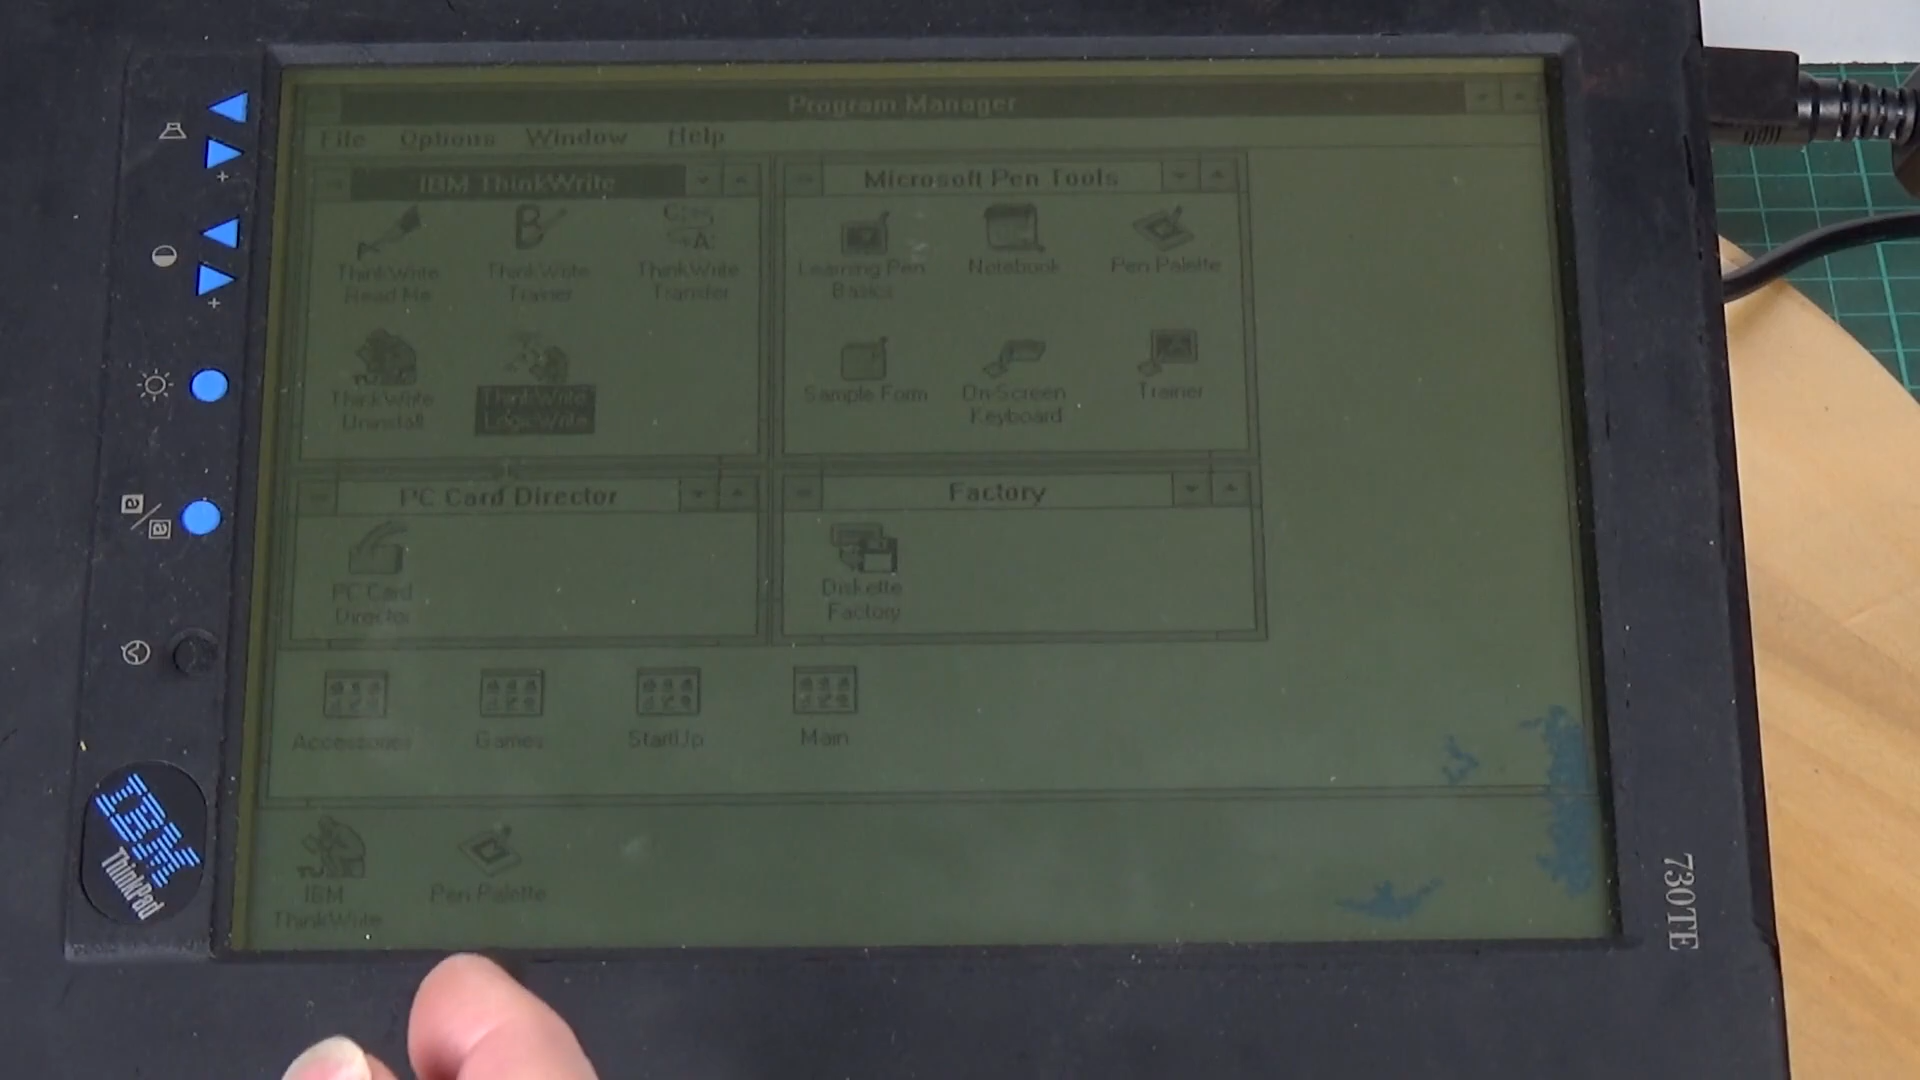 Program Manager
File Options Window Help
IBM ThinkWrite
ThinkWrite
Read Me
ThinkWrite
Trainer
C:
A:
ThinkWrite
Transfer
ThinkWrite
Uninstall
ThinkWrite
LogicWrite
Microsoft Pen Tools
Learning Pen
Basics
Notebook
Pen Palette
Sample Form
On-Screen
Keyboard
Trainer
PC Card Director
PC Card
Director
Factory
Diskette
Factory
Accessories
Games
StartUp
Main
IBM
ThinkWrite
Pen Palette
+
+
a/a
IBM
ThinkPad
730TE